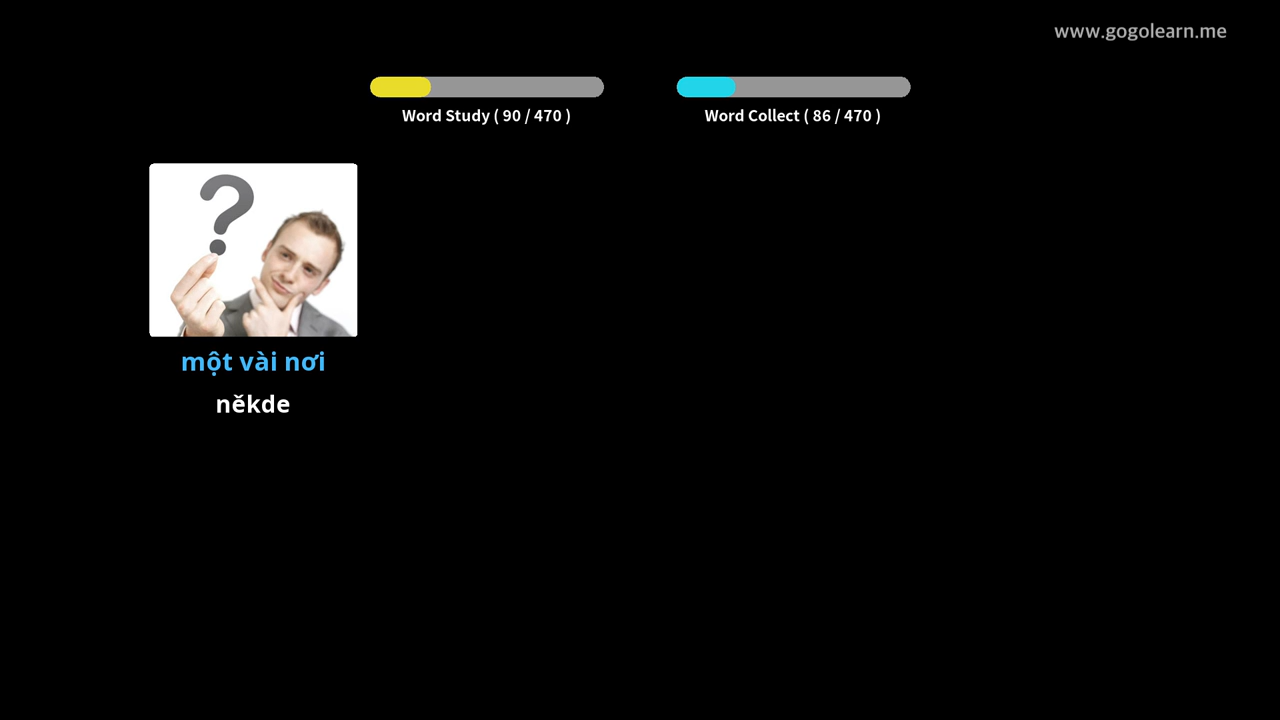 www.gogolearn.me
Word Study ( 90 / 470 )
Word Collect ( 86 / 470 )
một vài nơi
někde